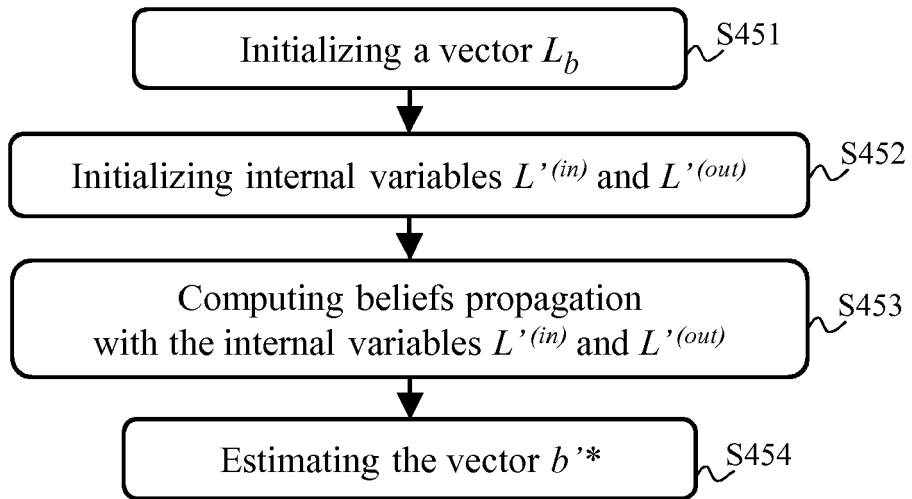 Initializing a vector L_b
S451
Initializing internal variables L’^(in) and L’^(out)
S452
Computing beliefs propagation
with the internal variables L’^(in) and L’^(out)
S453
Estimating the vector b’*
S454